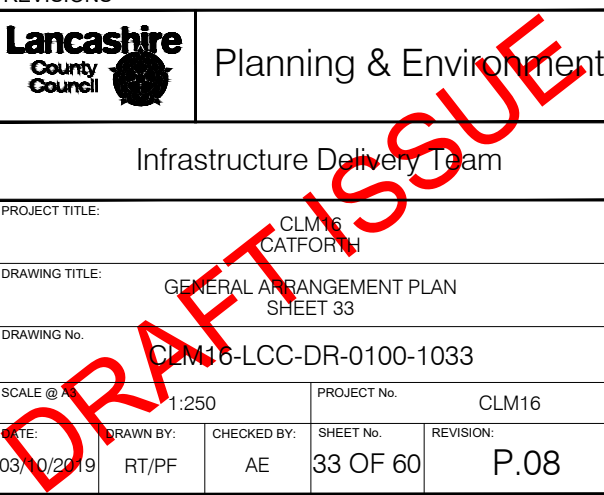 REVISIONS
Lancashire
County
Council
Planning & Environment
Infrastructure Delivery Team
PROJECT TITLE:
CLM16
CATFORTH
DRAWING TITLE:
GENERAL ARRANGEMENT PLAN
SHEET 33
DRAWING No.
CLM16-LCC-DR-0100-1033
SCALE @ A3
1:250
PROJECT No.
CLM16
DATE:
03/10/2019
DRAWN BY:
RT/PF
CHECKED BY:
AE
SHEET No.
33 OF 60
REVISION:
P.08
DRAFT ISSUE